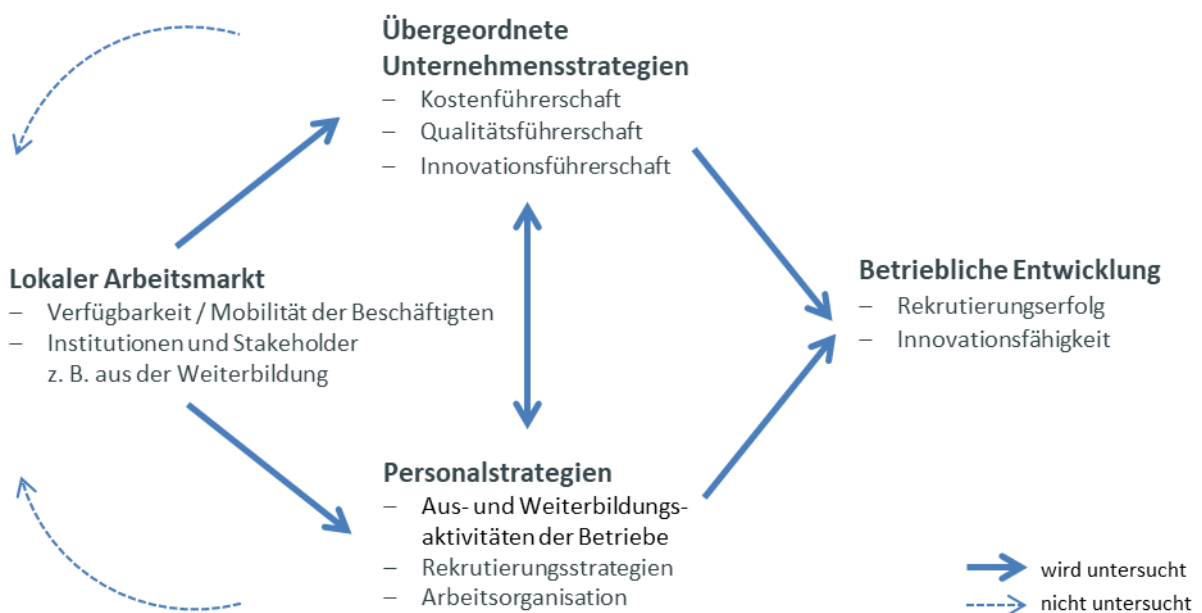 Übergeordnete
Unternehmensstrategien
– Kostenführerschaft
– Qualitätsführerschaft
– Innovationsführerschaft
Lokaler Arbeitsmarkt
– Verfügbarkeit / Mobilität der Beschäftigten
– Institutionen und Stakeholder
z. B. aus der Weiterbildung
Betriebliche Entwicklung
– Rekrutierungserfolg
– Innovationsfähigkeit
Personalstrategien
– Aus- und Weiterbildungs-
aktivitäten der Betriebe
– Rekrutierungsstrategien
– Arbeitsorganisation
wird untersucht
nicht untersucht